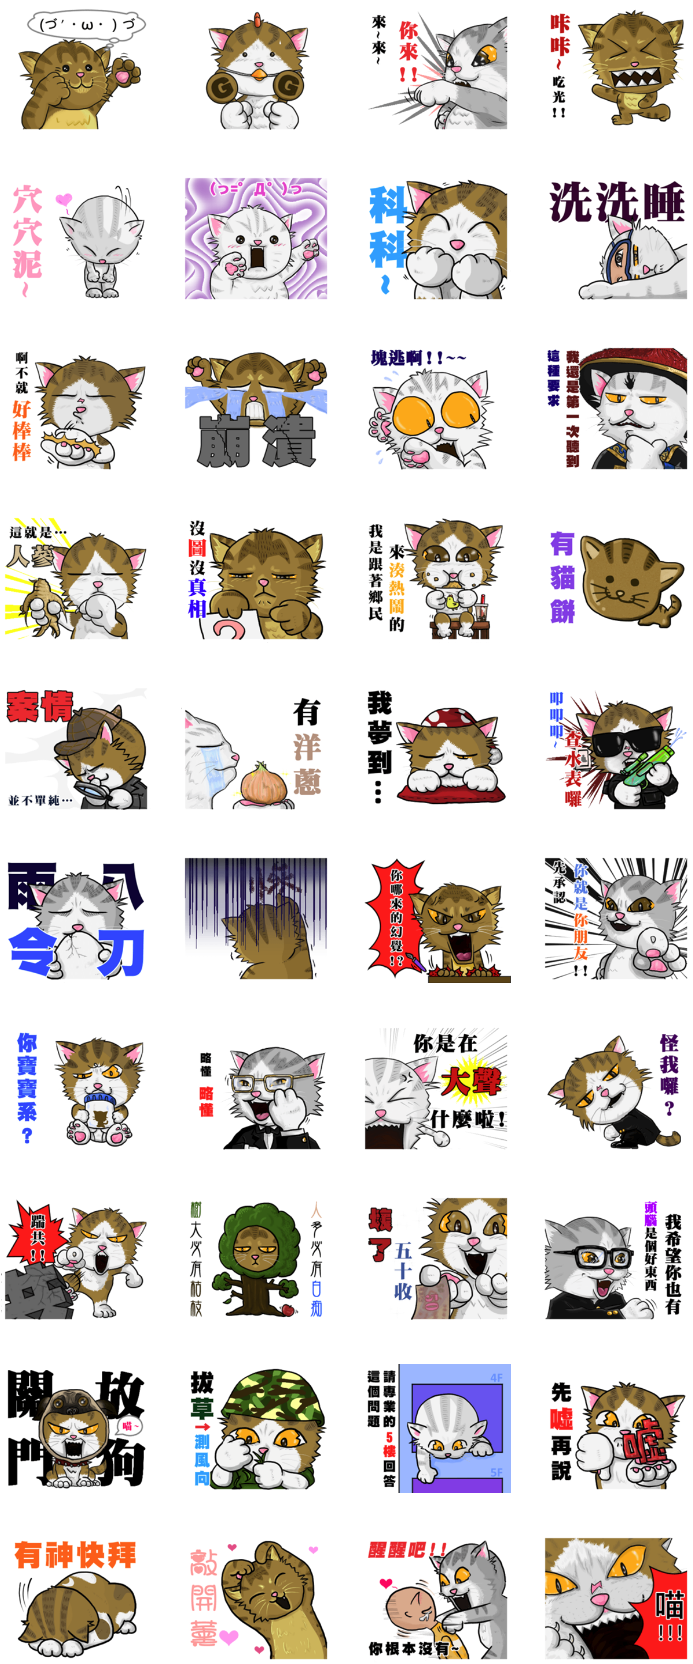 (づ′・ω・)づ
G G
來~來~
你來!!
咔咔~
吃光!!
穴穴泥~
(っ=゚Д゚)っ
科科~
洗洗睡
啊不就
好棒棒
崩潰
塊逃啊!!~~
我還是第一次聽到
這種要求
這就是…
人參
沒圖沒真相
?
我是跟著鄉民
來湊熱鬧的
有貓餅
案情
並不單純…
有洋蔥
我夢到…
叩叩叩~
查水表囉
雨八
令刀
你哪來的幻覺!?
先承認
你就是你朋友!!
你寶寶系?
略懂
略懂
你是在
大聲
什麼啦!
怪我囉?
踹共!!
樹大必有枯枝
人多必有白痴
壞了
五十收
我希望你也有
頭腦是個好東西
關門
放狗
喵~
拔草→測風向
請專業的5樓回答
這個問題
4F
5F
先噓再說
噓
有神快拜
敲開薰
醒醒吧!!
你根本沒有~
喵!!!